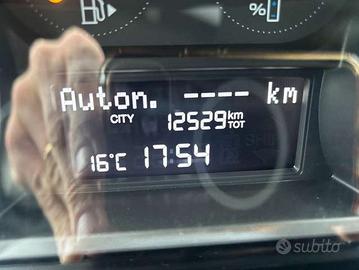 %
Auton. ---- km
CITY 12529 km TOT
16°C 17:54
subito